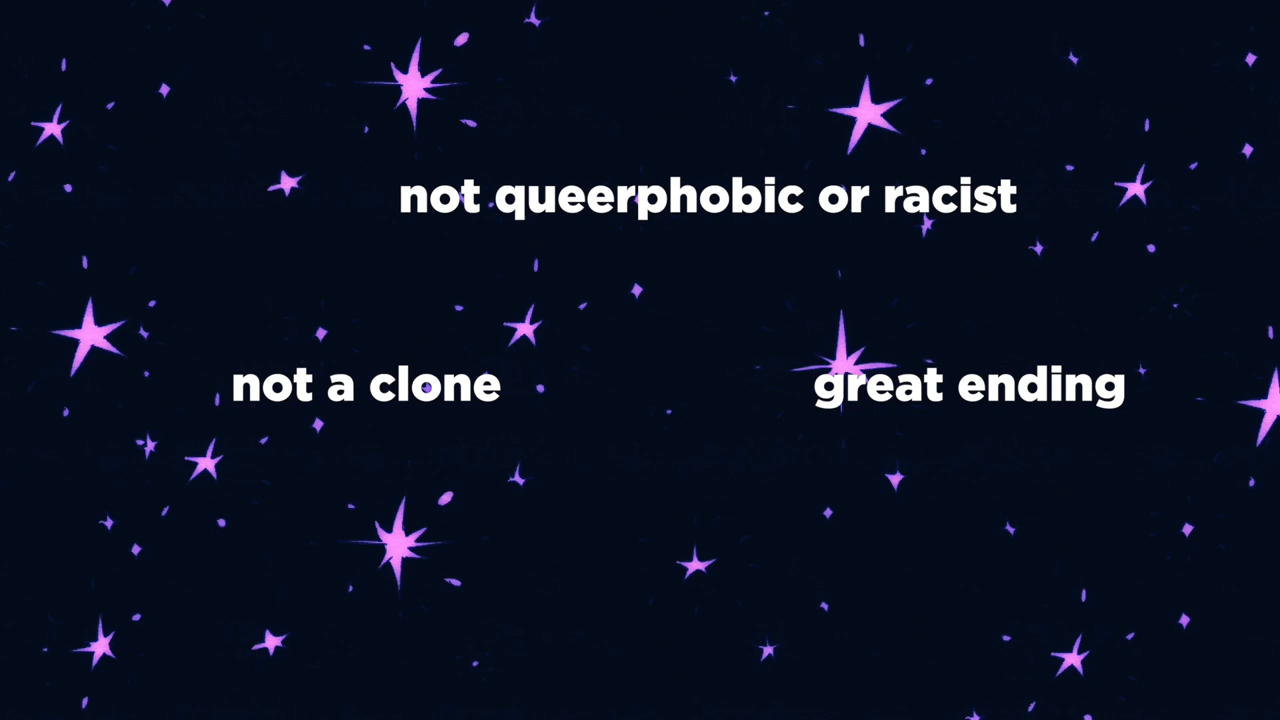 not queerphobic or racist
not a clone
great ending